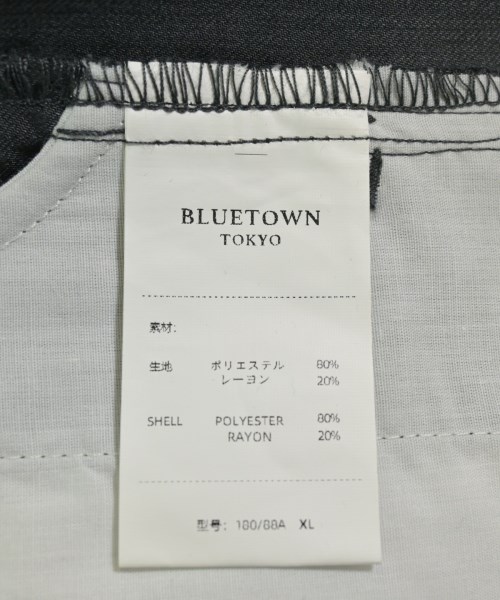 BLUETOWN
TOKYO
素材:
生地 ポリエステル 80%
レーヨン 20%
SHELL POLYESTER 80%
RAYON 20%
型号: 180/88A XL